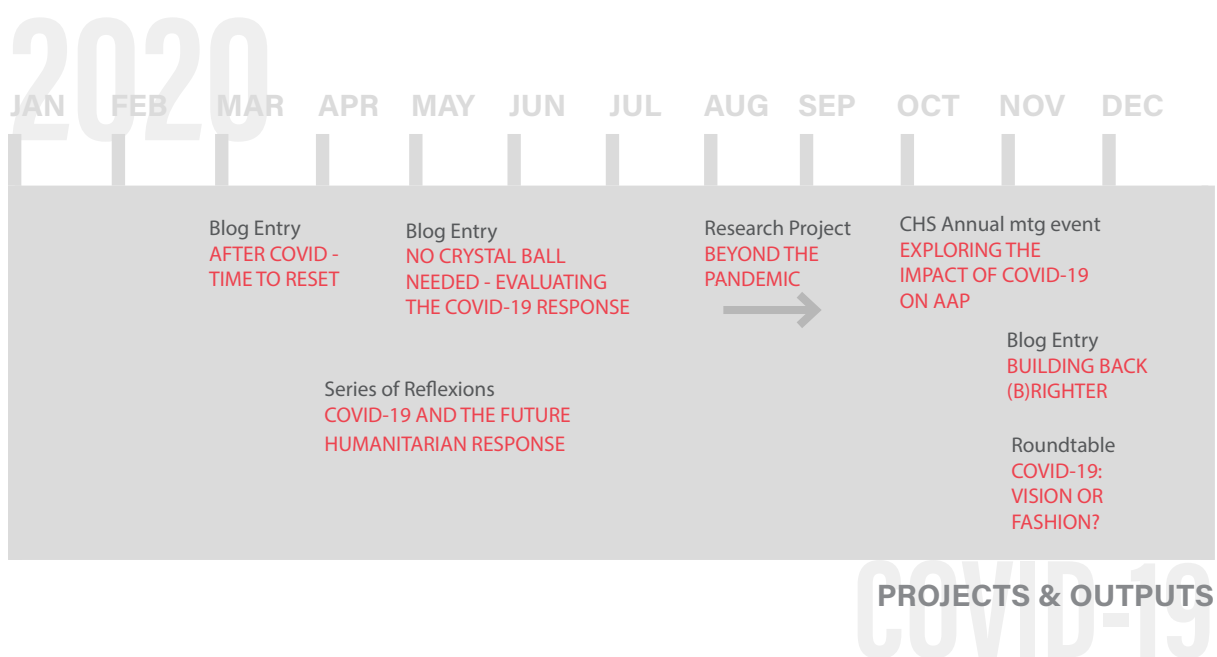 2020
JAN FEB MAR APR MAY JUN JUL AUG SEP OCT NOV DEC
Blog Entry
AFTER COVID -
TIME TO RESET
Blog Entry
NO CRYSTAL BALL
NEEDED - EVALUATING
THE COVID-19 RESPONSE
Research Project
BEYOND THE
PANDEMIC
CHS Annual mtg event
EXPLORING THE
IMPACT OF COVID-19
ON AAP
Series of Reflexions
COVID-19 AND THE FUTURE
HUMANITARIAN RESPONSE
Blog Entry
BUILDING BACK
(B)RIGHTER
Roundtable
COVID-19:
VISION OR
FASHION?
COVID-19
PROJECTS & OUTPUTS